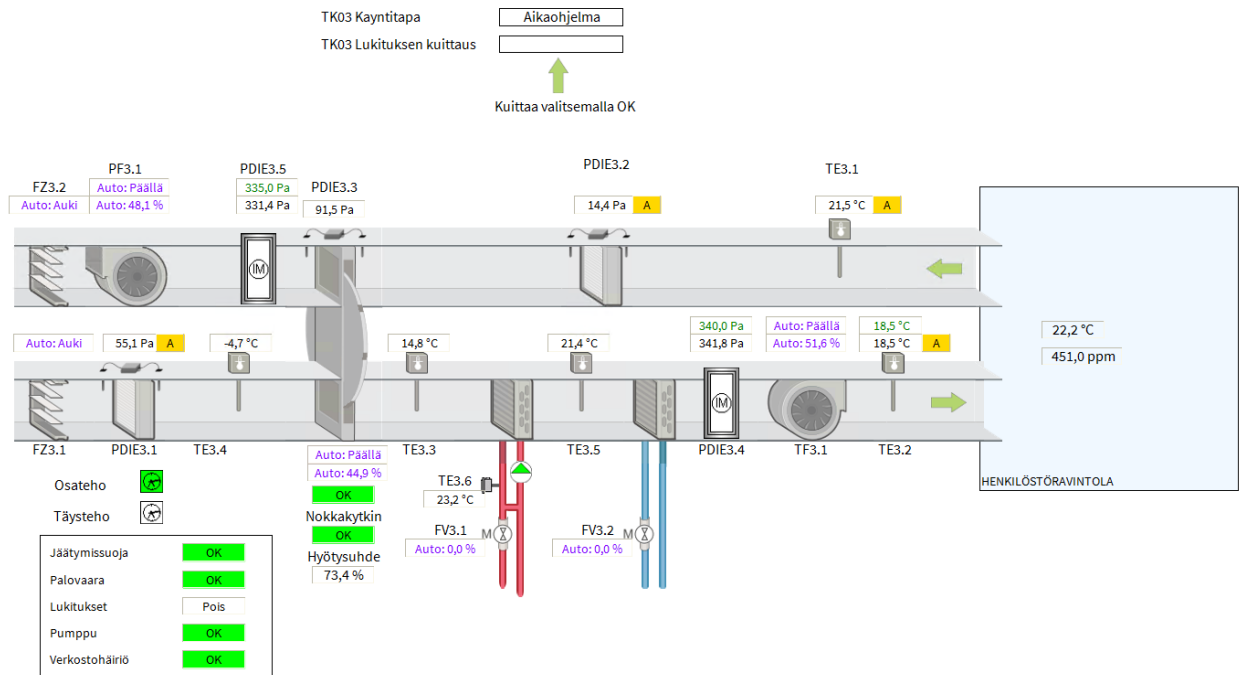 TK03 Kayntitapa Aikaohjelma
TK03 Lukituksen kuittaus
Kuittaa valitsemalla OK
PF3.1 PDIE3.5 PDIE3.2 TE3.1
FZ3.2 Auto: Päällä 335,0 Pa PDIE3.3
Auto: Auki Auto: 48,1 % 331,4 Pa 91,5 Pa 14,4 Pa A 21,5 °C A
IM
340,0 Pa Auto: Päällä 18,5 °C 22,2 °C
Auto: Auki 55,1 Pa A -4,7 °C 14,8 °C 21,4 °C 341,8 Pa Auto: 51,6 % 18,5 °C A 451,0 ppm
IM
FZ3.1 PDIE3.1 TE3.4 Auto: Päällä TE3.3 TE3.5 PDIE3.4 TF3.1 TE3.2
Auto: 44,9 % TE3.6 HENKILÖSTÖRAVINTOLA
Osateho OK 23,2 °C
Täysteho Nokkakytkin FV3.1 M FV3.2 M
OK Auto: 0,0 % Auto: 0,0 %
Hyötysuhde
73,4 %
Jäätymissuoja OK
Palovaara OK
Lukitukset Pois
Pumppu OK
Verkostohäiriö OK